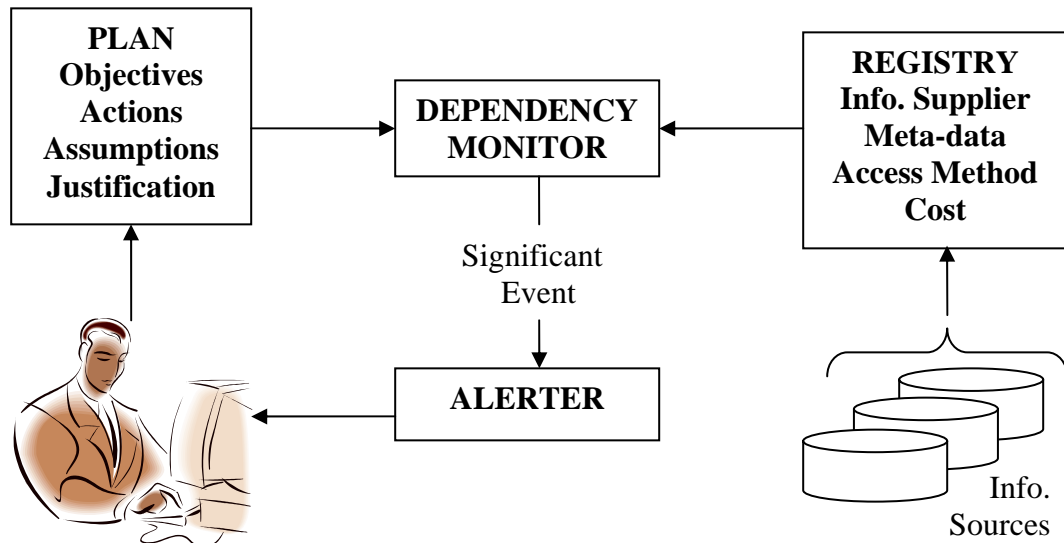 PLAN
Objectives
Actions
Assumptions
Justification
DEPENDENCY
MONITOR
REGISTRY
Info. Supplier
Meta-data
Access Method
Cost
Significant
Event
ALERTER
Info.
Sources